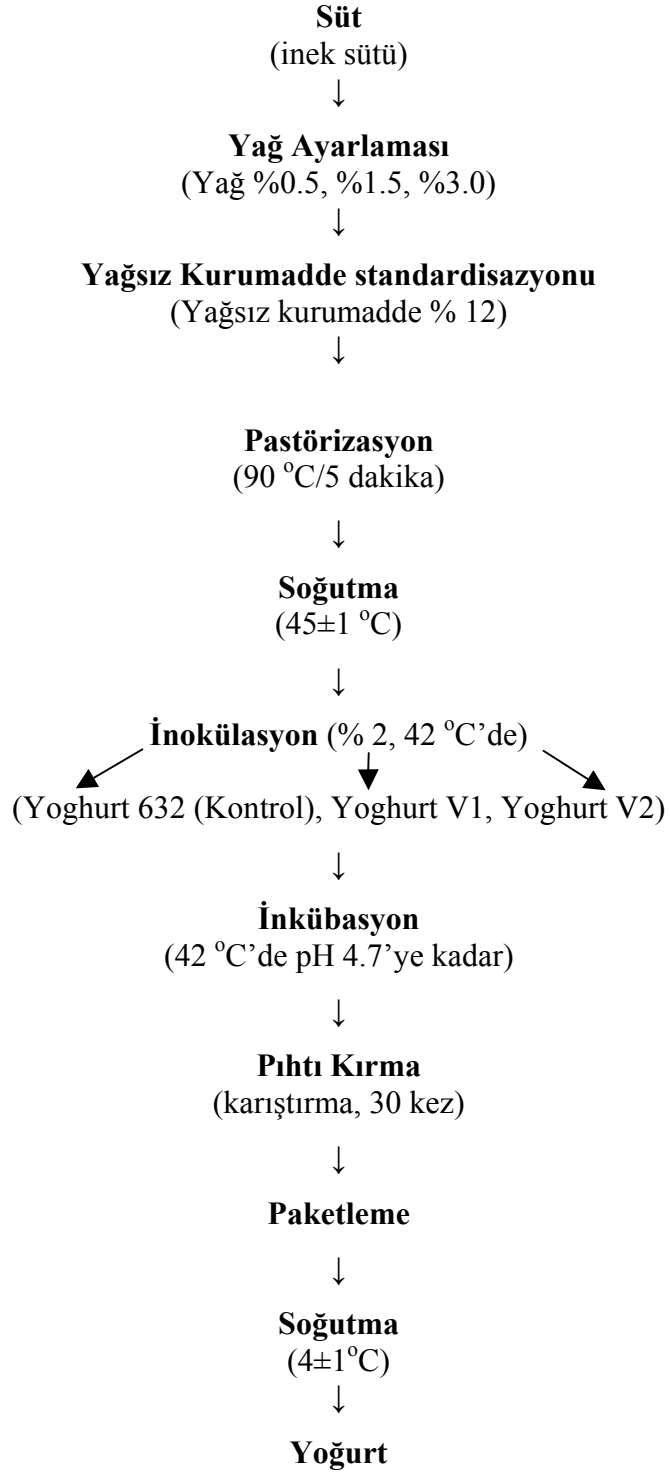 Süt
(inek sütü)
↓
Yağ Ayarlaması
(Yağ %0.5, %1.5, %3.0)
↓
Yağsız Kurumadde standardisazyonu
(Yağsız kurumadde % 12)
↓
Pastörizasyon
(90 °C/5 dakika)
↓
Soğutma
(45±1 °C)
↓
İnokülasyon (% 2, 42 °C’de)
(Yoghurt 632 (Kontrol), Yoghurt V1, Yoghurt V2)
↓
İnkübasyon
(42 °C’de pH 4.7’ye kadar)
↓
Pıhtı Kırma
(karıştırma, 30 kez)
↓
Paketleme
↓
Soğutma
(4±1°C)
↓
Yoğurt